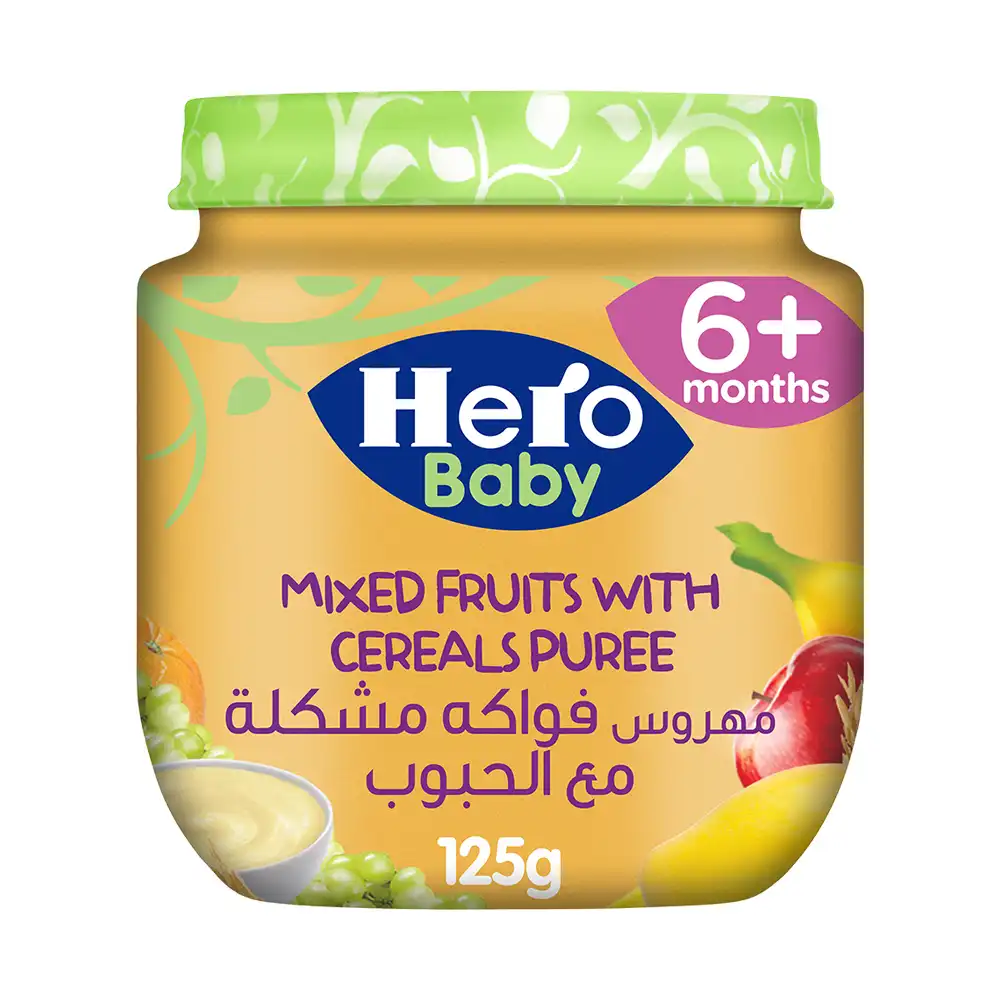 6+
months
Hero
Baby
MIXED FRUITS WITH
CEREALS PUREE
مهروس فواكه مشكلة
مع الحبوب
125g